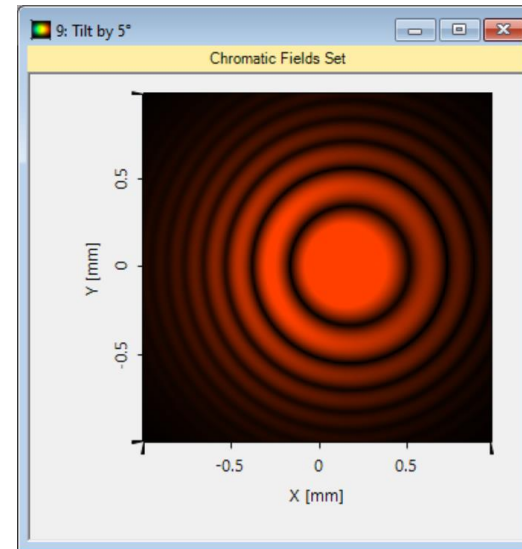 9: Tilt by 5°
Chromatic Fields Set
0.5
0
-0.5
Y [mm]
-0.5 0 0.5
X [mm]